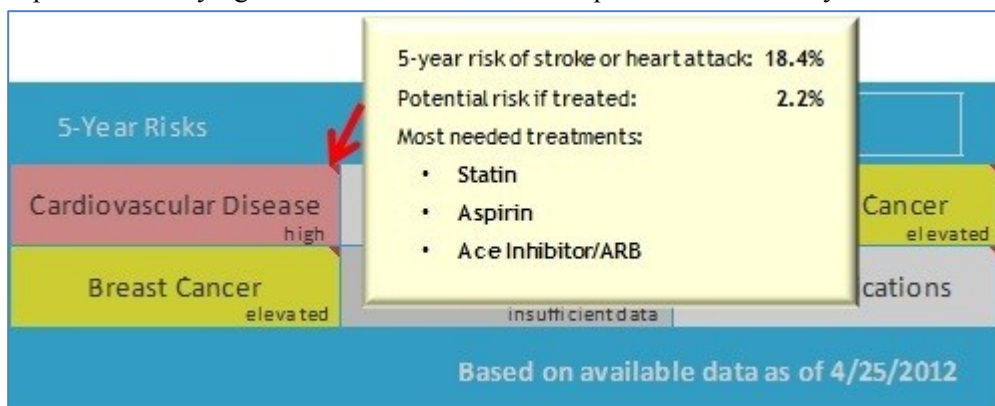 5-year risk of stroke or heart attack: 18.4%
Potential risk if treated: 2.2%
Most needed treatments:
• Statin
• Aspirin
• Ace Inhibitor/ARB
5-Year Risks
Cardiovascular Disease
high
Cancer
elevated
Breast Cancer
elevated
insufficient data
cations
Based on available data as of 4/25/2012